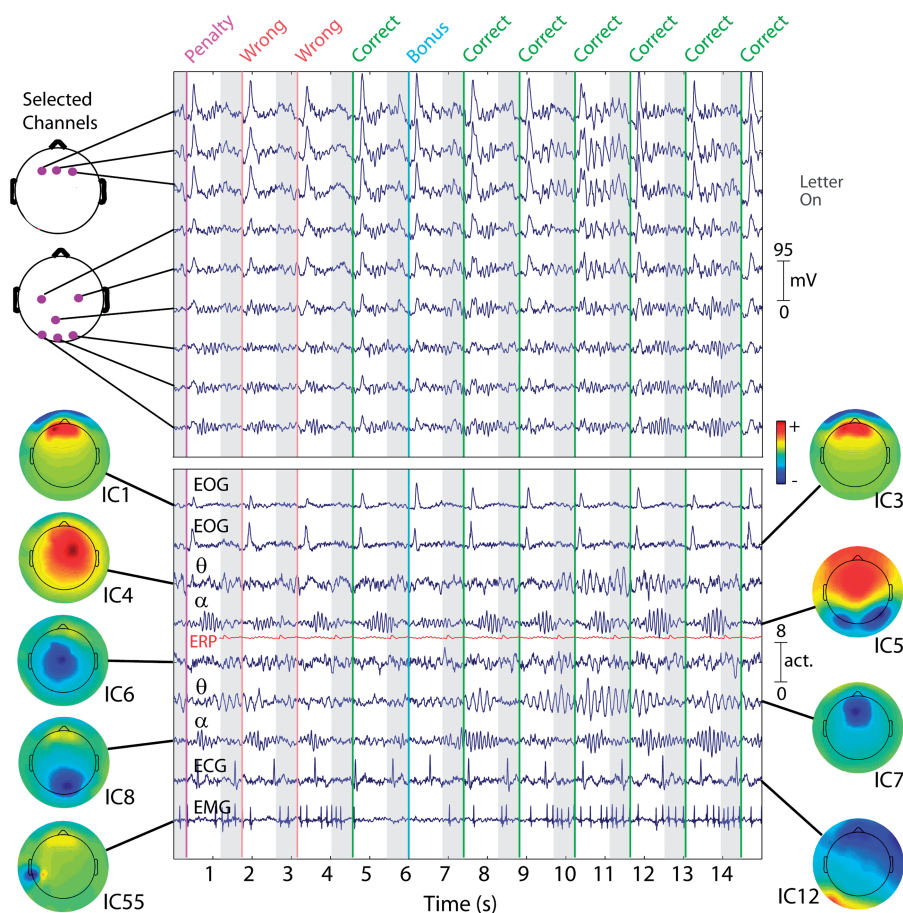 Penalty
Wrong
Wrong
Correct
Bonus
Correct
Correct
Correct
Correct
Correct
Correct
Selected
Channels
Letter
On
95
mV
0
+
-
IC1
EOG
IC3
EOG
IC4
θ
α
IC5
ERP
8
act.
0
IC6
θ
IC7
α
IC8
ECG
EMG
IC55
IC12
1 2 3 4 5 6 7 8 9 10 11 12 13 14
Time (s)